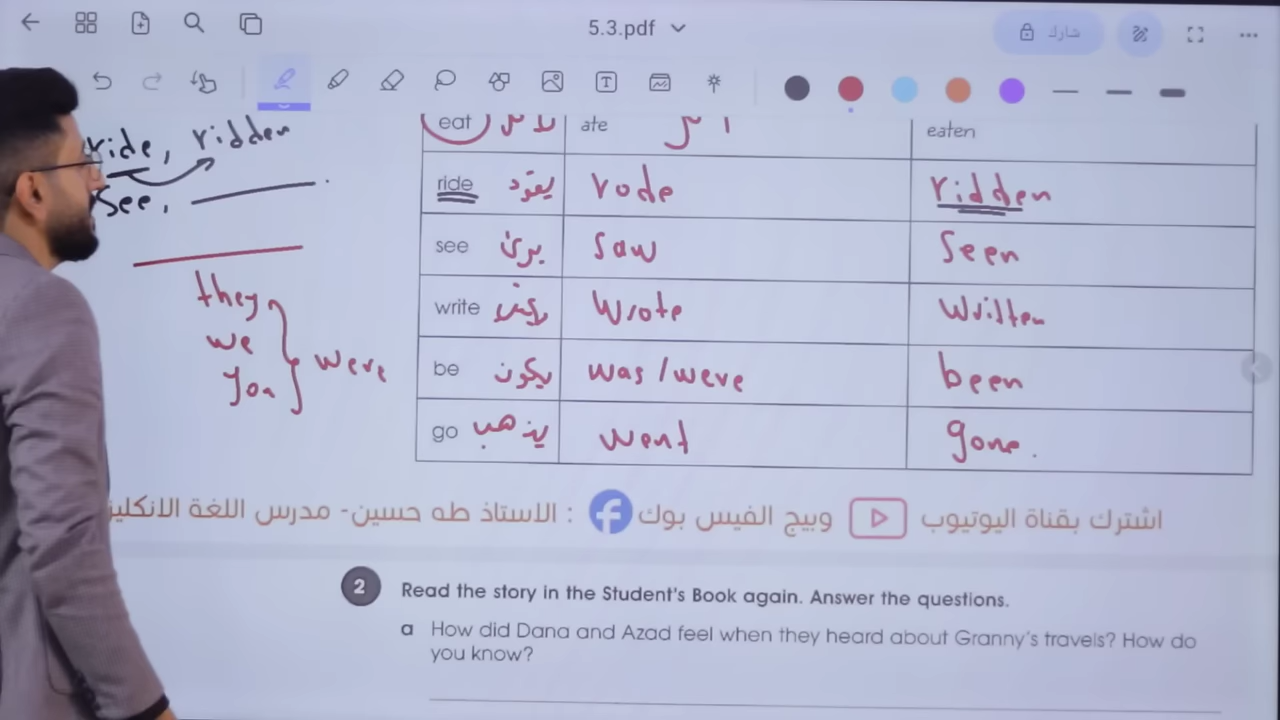 5.3.pdf
شارك
ride, ridden
see,
they
we
you
were
eat ate eaten
ride يقود rode ridden
see يرى saw seen
write يكتب wrote written
be يكون was/were been
go يذهب went gone.
اشترك بقناة اليوتيوب وبيج الفيس بوك : الاستاذ طه حسين- مدرس اللغة الانكليز
2 Read the story in the Student's Book again. Answer the questions.
a How did Dana and Azad feel when they heard about Granny's travels? How do
you know?